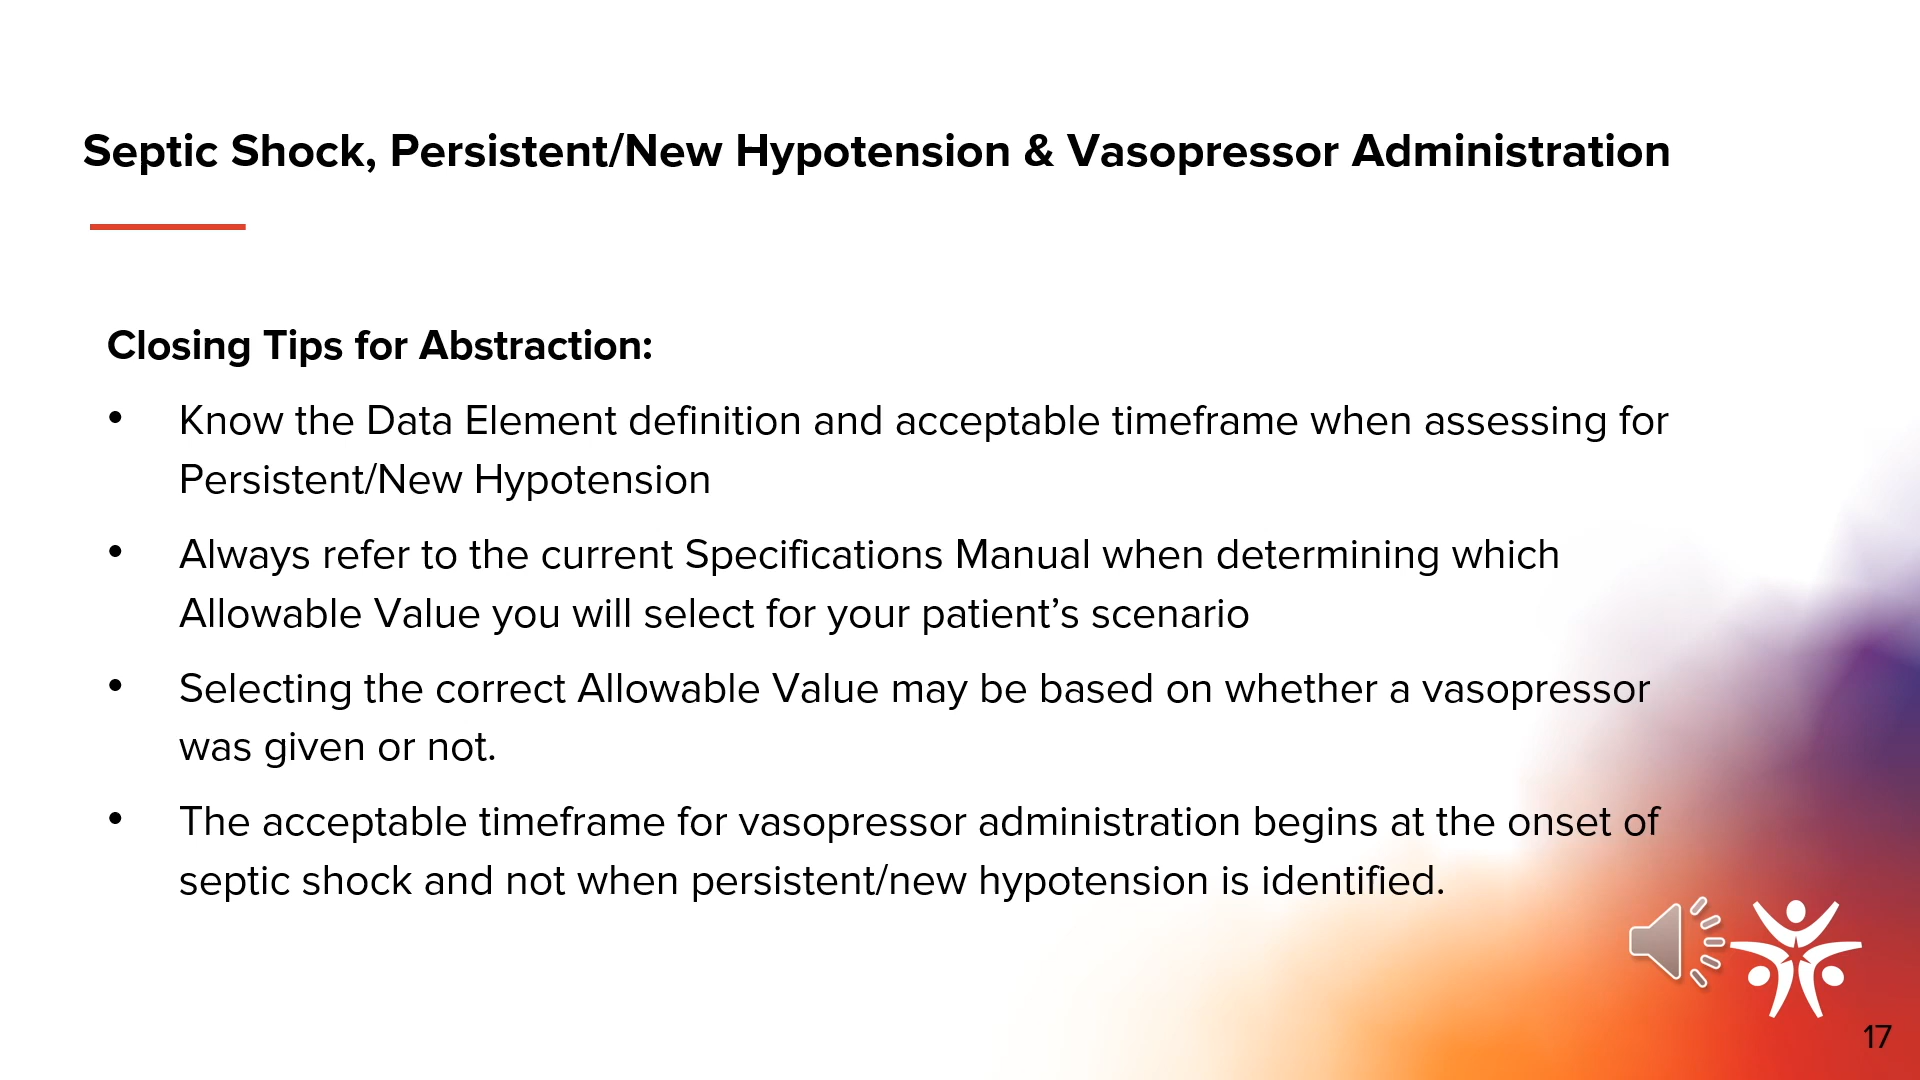 Septic Shock, Persistent/New Hypotension & Vasopressor Administration
Closing Tips for Abstraction:
• Know the Data Element definition and acceptable timeframe when assessing for
Persistent/New Hypotension
• Always refer to the current Specifications Manual when determining which
Allowable Value you will select for your patient’s scenario
• Selecting the correct Allowable Value may be based on whether a vasopressor
was given or not.
• The acceptable timeframe for vasopressor administration begins at the onset of
septic shock and not when persistent/new hypotension is identified.
17